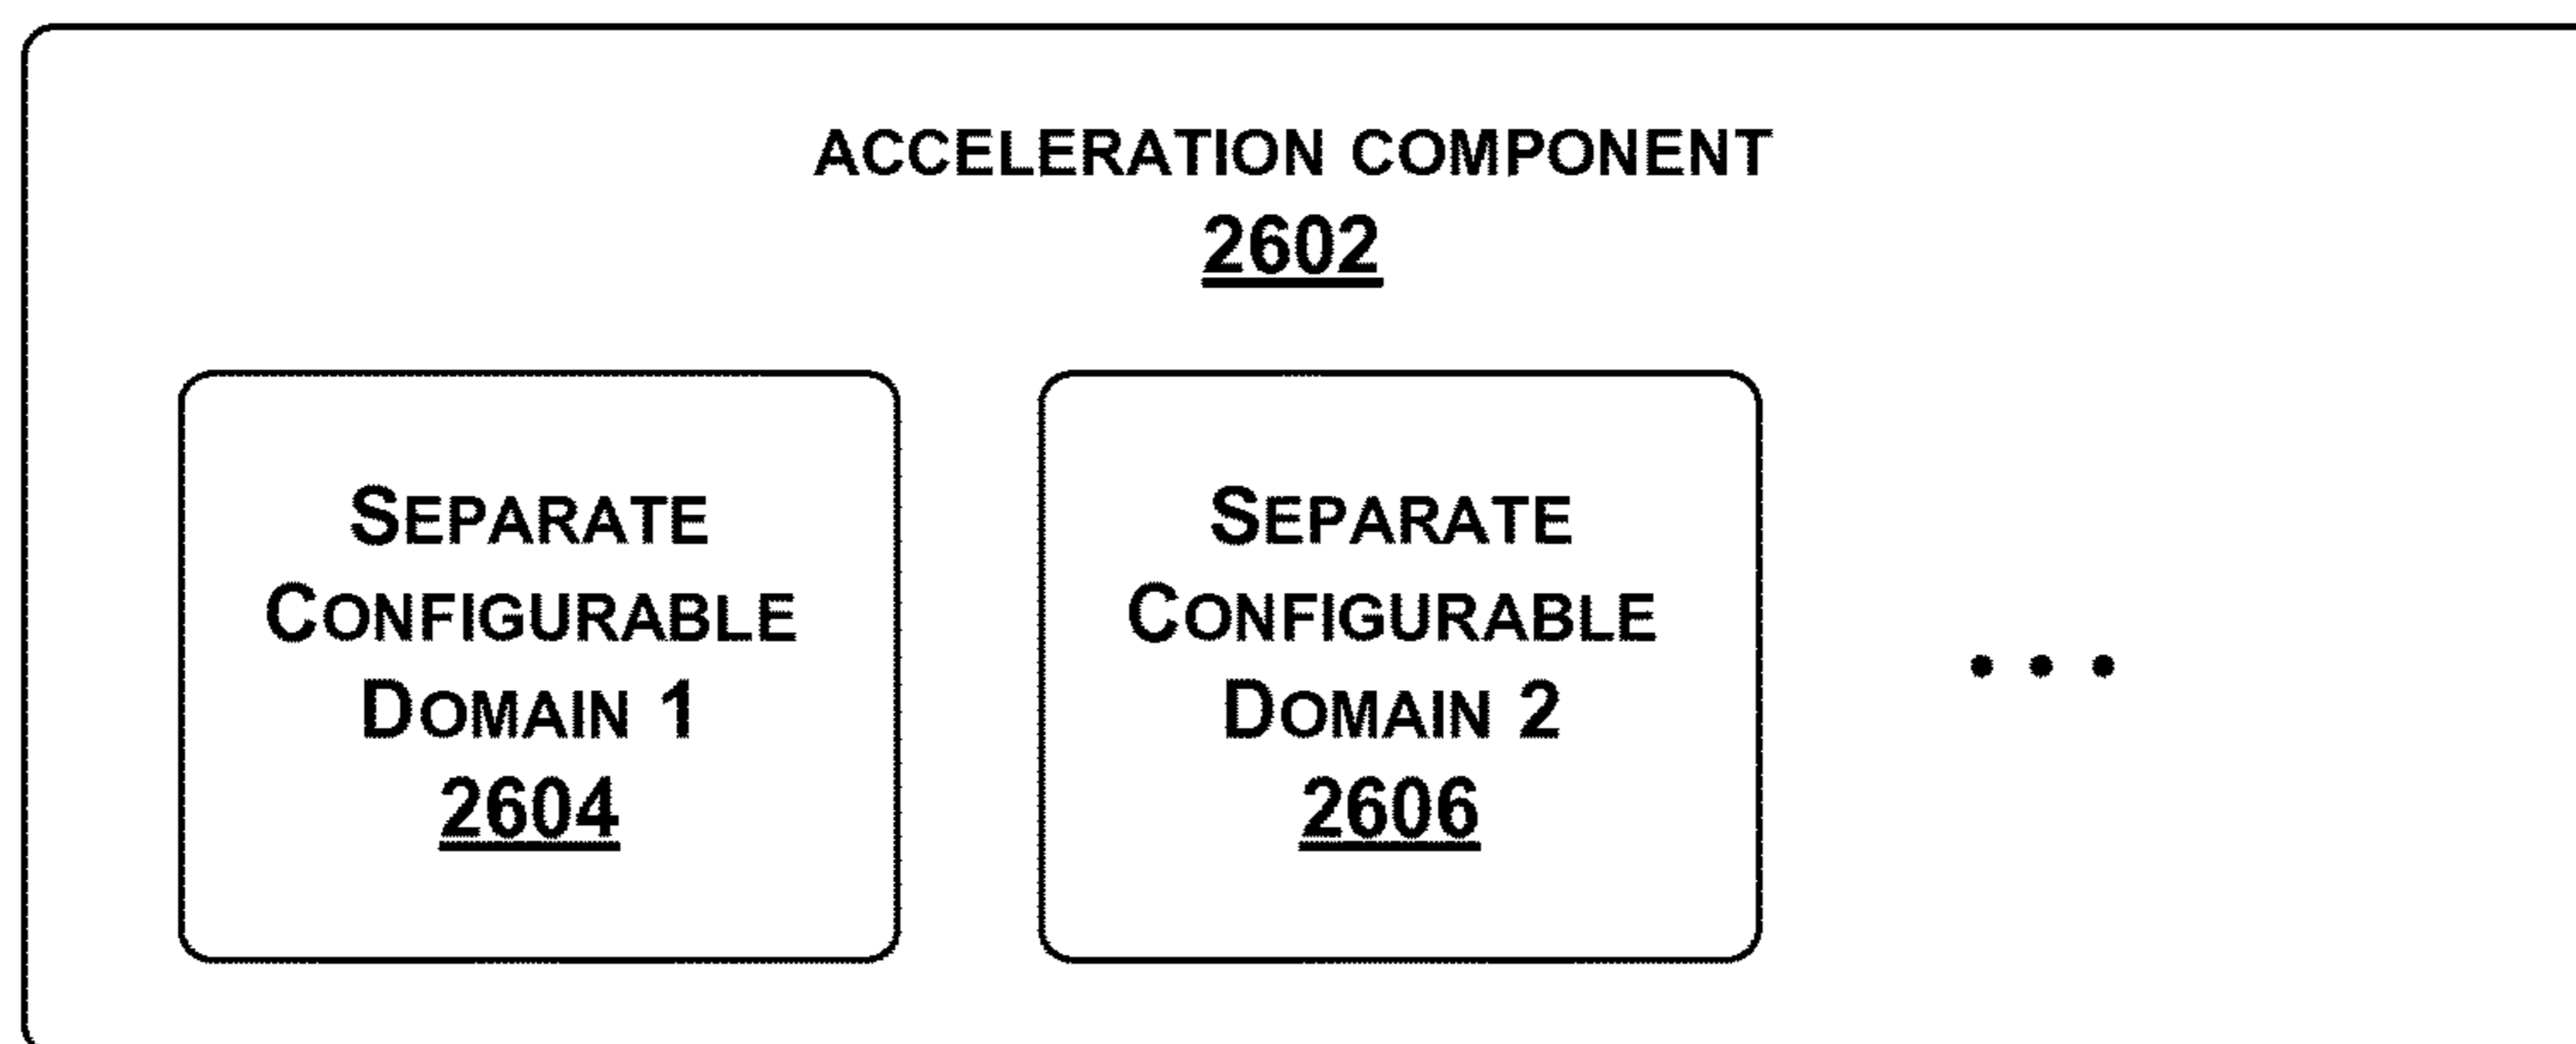 ACCELERATION COMPONENT
2602
SEPARATE
CONFIGURABLE
DOMAIN 1
2604
SEPARATE
CONFIGURABLE
DOMAIN 2
2606
• • •